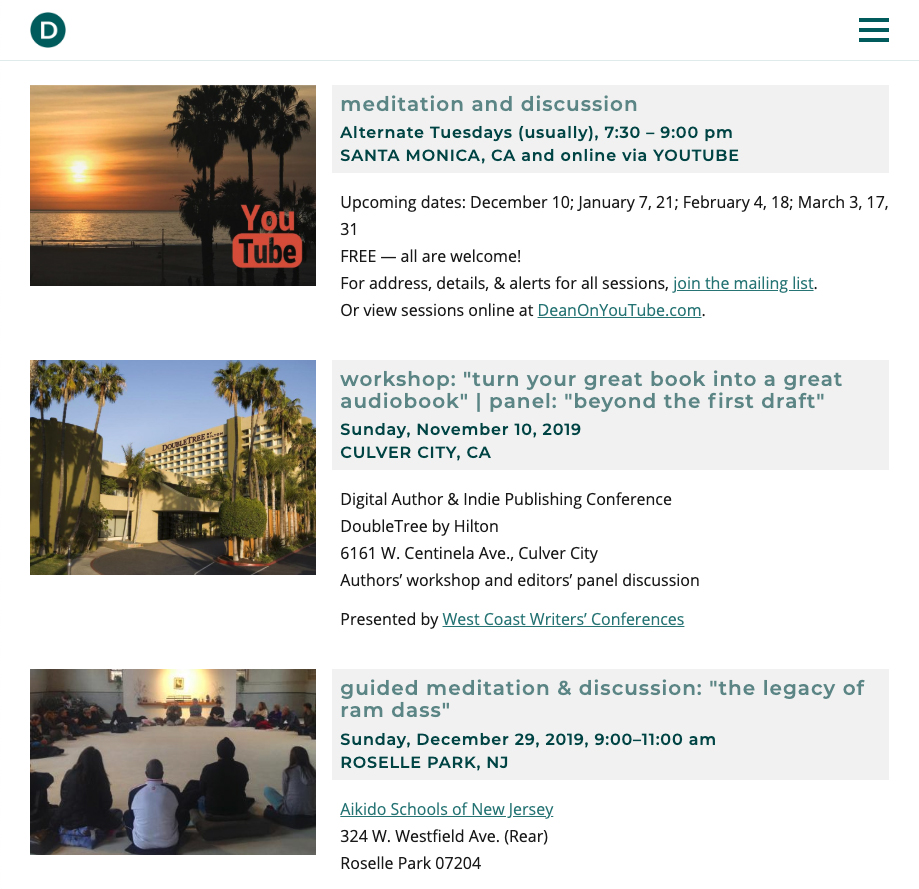 D
meditation and discussion
Alternate Tuesdays (usually), 7:30 – 9:00 pm
SANTA MONICA, CA and online via YOUTUBE
You
Tube
Upcoming dates: December 10; January 7, 21; February 4, 18; March 3, 17,
31
FREE — all are welcome!
For address, details, & alerts for all sessions, join the mailing list.
Or view sessions online at DeanOnYouTube.com.
workshop: "turn your great book into a great
audiobook" | panel: "beyond the first draft"
Sunday, November 10, 2019
CULVER CITY, CA
DOUBLETREE
Digital Author & Indie Publishing Conference
DoubleTree by Hilton
6161 W. Centinela Ave., Culver City
Authors’ workshop and editors’ panel discussion
Presented by West Coast Writers’ Conferences
guided meditation & discussion: "the legacy of
ram dass"
Sunday, December 29, 2019, 9:00–11:00 am
ROSELLE PARK, NJ
Aikido Schools of New Jersey
324 W. Westfield Ave. (Rear)
Roselle Park 07204